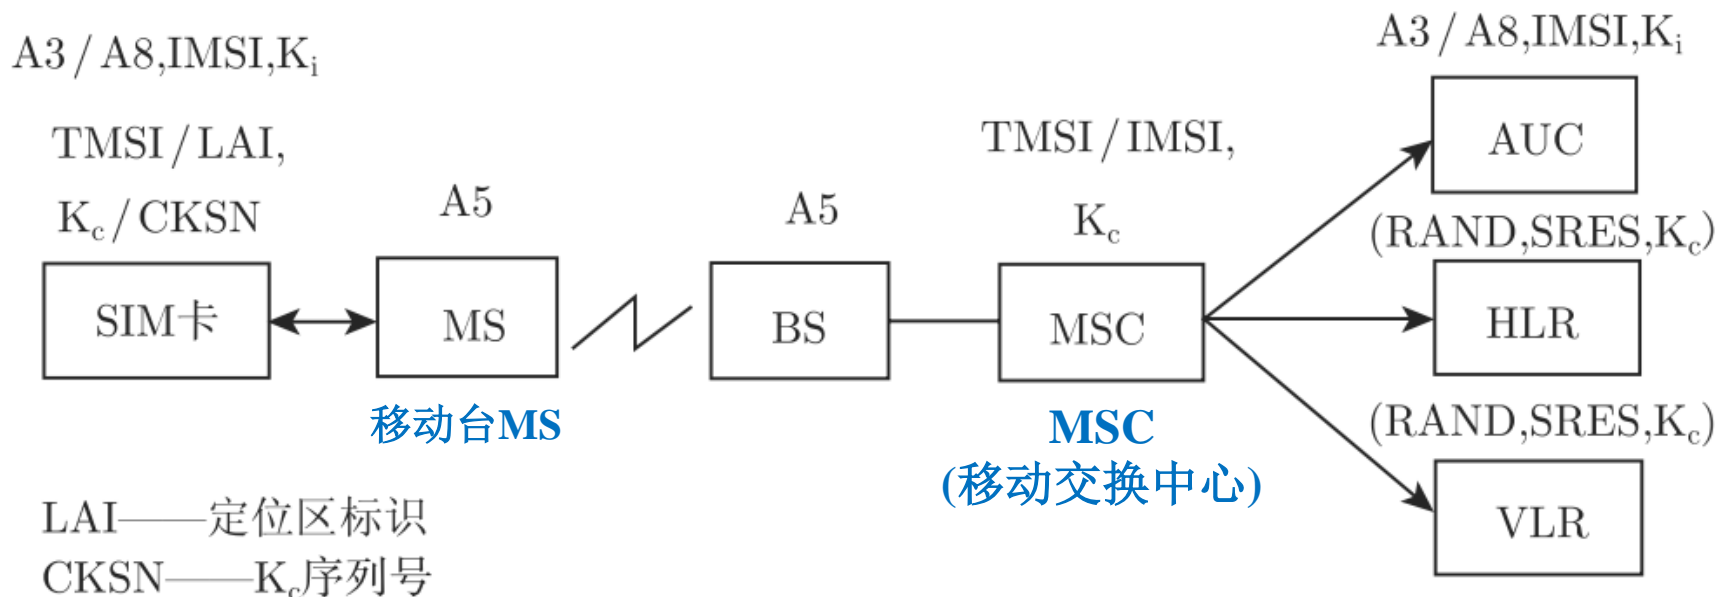 A3/A8,IMSI,Ki
TMSI/LAI,
Kc/CKSN
SIM卡
A5
MS
移动台MS
A5
BS
TMSI/IMSI,
Kc
MSC
MSC
(移动交换中心)
A3/A8,IMSI,Ki
AUC
(RAND,SRES,Kc)
HLR
(RAND,SRES,Kc)
VLR
LAI——定位区标识
CKSN——Kc序列号